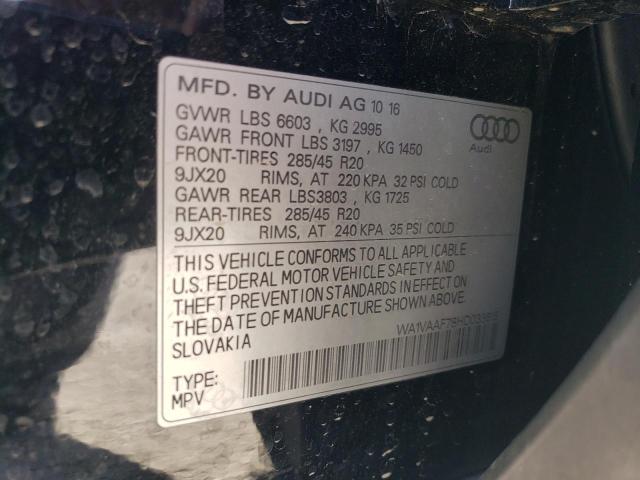 MFD. BY AUDI AG 10 16
GVWR LBS 6603 , KG 2995
GAWR FRONT LBS 3197 , KG 1450
FRONT-TIRES 285/45 R20
9JX20 RIMS, AT 220 KPA 32 PSI COLD
GAWR REAR LBS3803 , KG 1725
REAR-TIRES 285/45 R20
9JX20 RIMS, AT 240 KPA 35 PSI COLD
Audi
THIS VEHICLE CONFORMS TO ALL APPLICABLE
U.S. FEDERAL MOTOR VEHICLE SAFETY AND
THEFT PREVENTION STANDARDS IN EFFECT ON
THE DATE OF MANUFACTURE SHOWN ABOVE.
SLOVAKIA
TYPE:
MPV